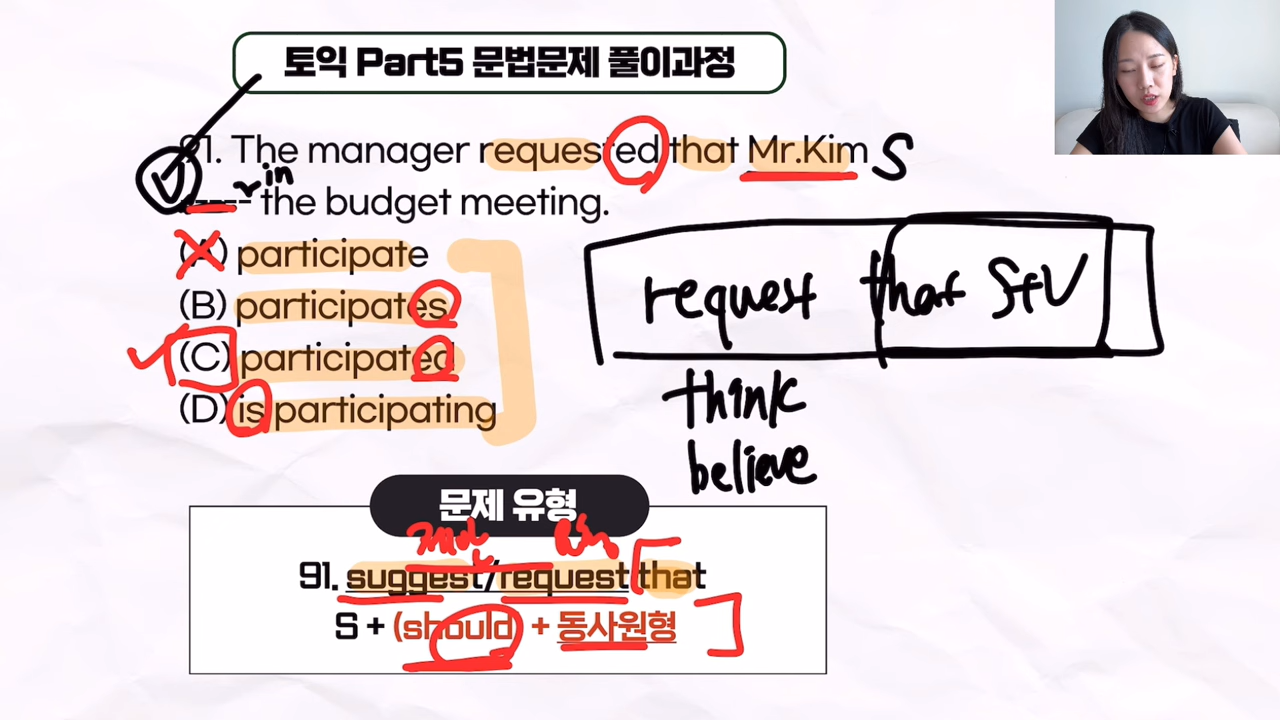 토익 Part5 문법문제 풀이과정
91. The manager requested that Mr.Kim S
in
----- the budget meeting.
(A) participate
(B) participates
(C) participated
(D) is participating
request that S+V
think
believe
문제 유형
91. suggest/request that
S + (should) + 동사원형